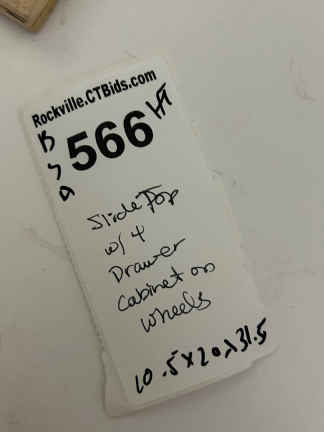 Rockville.CTBids.com
566
Slide Top
w/ 4
Drawer
Cabinet on
wheels
10.5x20x31.5